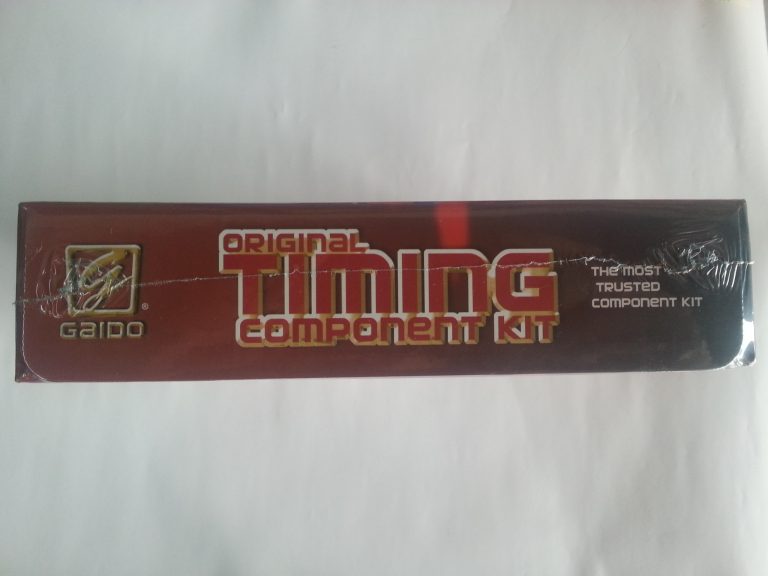 G
GAIDO
®
ORIGINAL
TIMING
COMPONENT KIT
THE MOST
TRUSTED
COMPONENT KIT